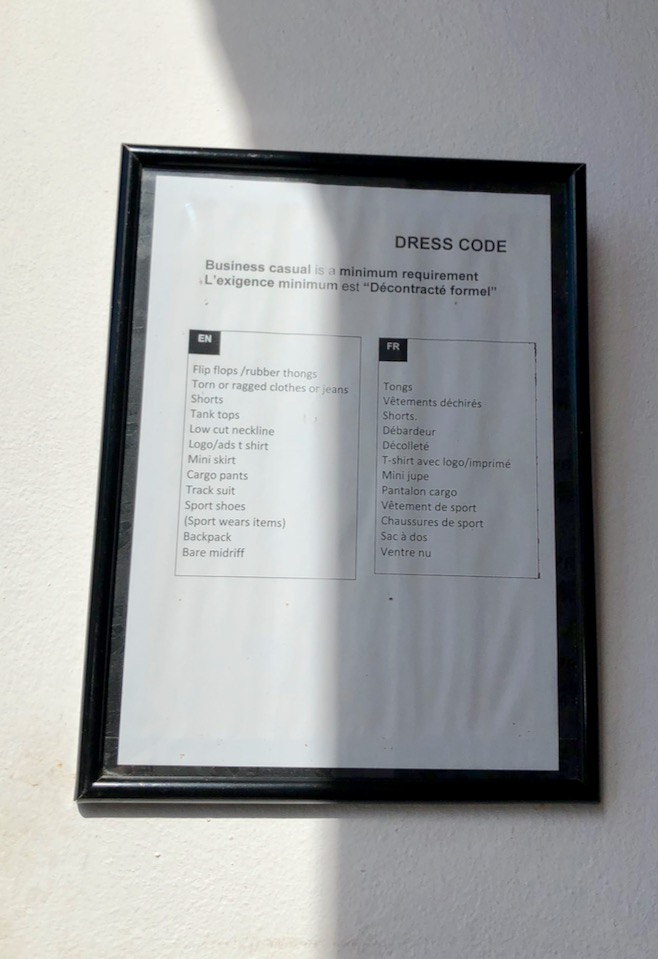 DRESS CODE
Business casual is a minimum requirement
L'exigence minimum est “Décontracté formel”
EN
Flip flops /rubber thongs
Torn or ragged clothes or jeans
Shorts
Tank tops
Low cut neckline
Logo/ads t shirt
Mini skirt
Cargo pants
Track suit
Sport shoes
(Sport wears items)
Backpack
Bare midriff
FR
Tongs
Vêtements déchirés
Shorts.
Débardeur
Décolleté
T-shirt avec logo/imprimé
Mini jupe
Pantalon cargo
Vêtement de sport
Chaussures de sport
Sac à dos
Ventre nu